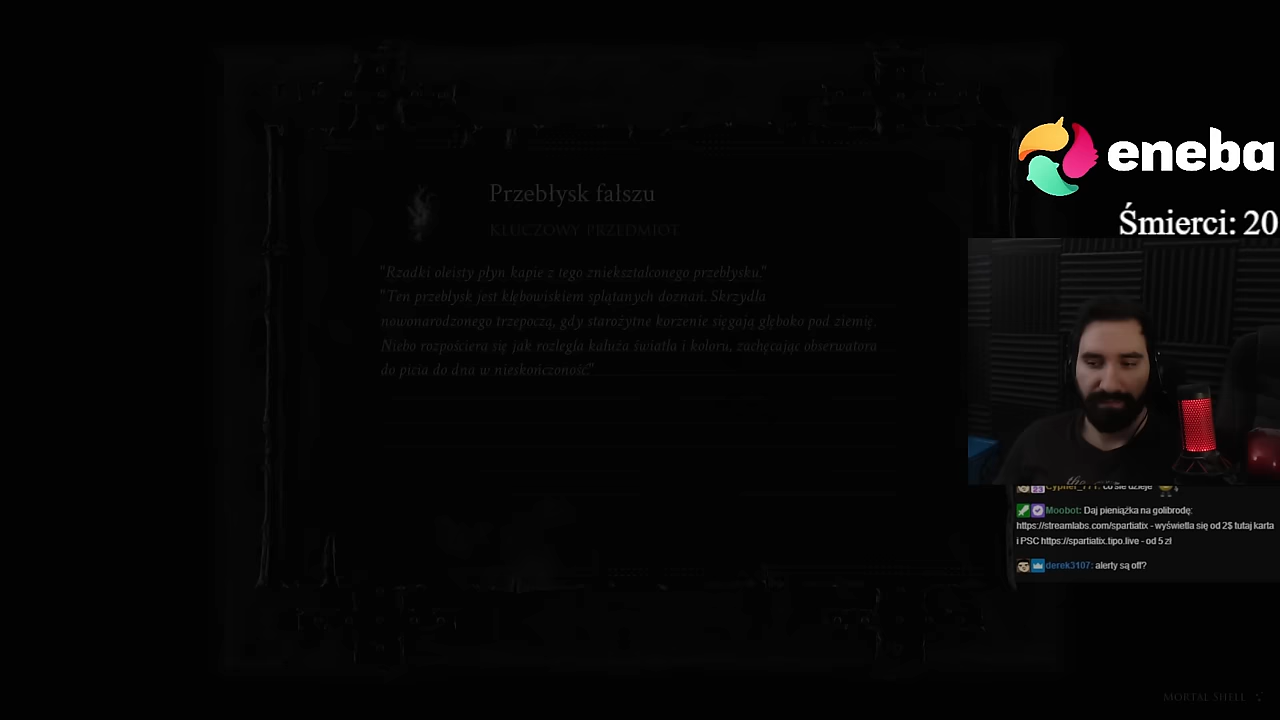 eneba
Śmierci: 20
Przebłysk fałszu
KLUCZOWY PRZEDMIOT
"Rzadki oleisty płyn kapie z tego zniekształconego przebłysku."
"Ten przebłysk jest kłębowiskiem splątanych doznań. Skrzydła
nowonarodzonego trzepoczą, gdy starożytne korzenie sięgają głęboko pod ziemię.
Niebo rozpościera się jak rozległa kałuża światła i koloru, zachęcając obserwatora
do picia do dna w nieskończoność"
co sie dzieje
Moobot: Daj pieniążka na golibrodę:
https://streamlabs.com/spartiatix - wyświetla się od 2$ tutaj karta
i PSC https://spartiatix.tipo.live - od 5 zł
derek3107: alerty są off?
MORTAL SHELL